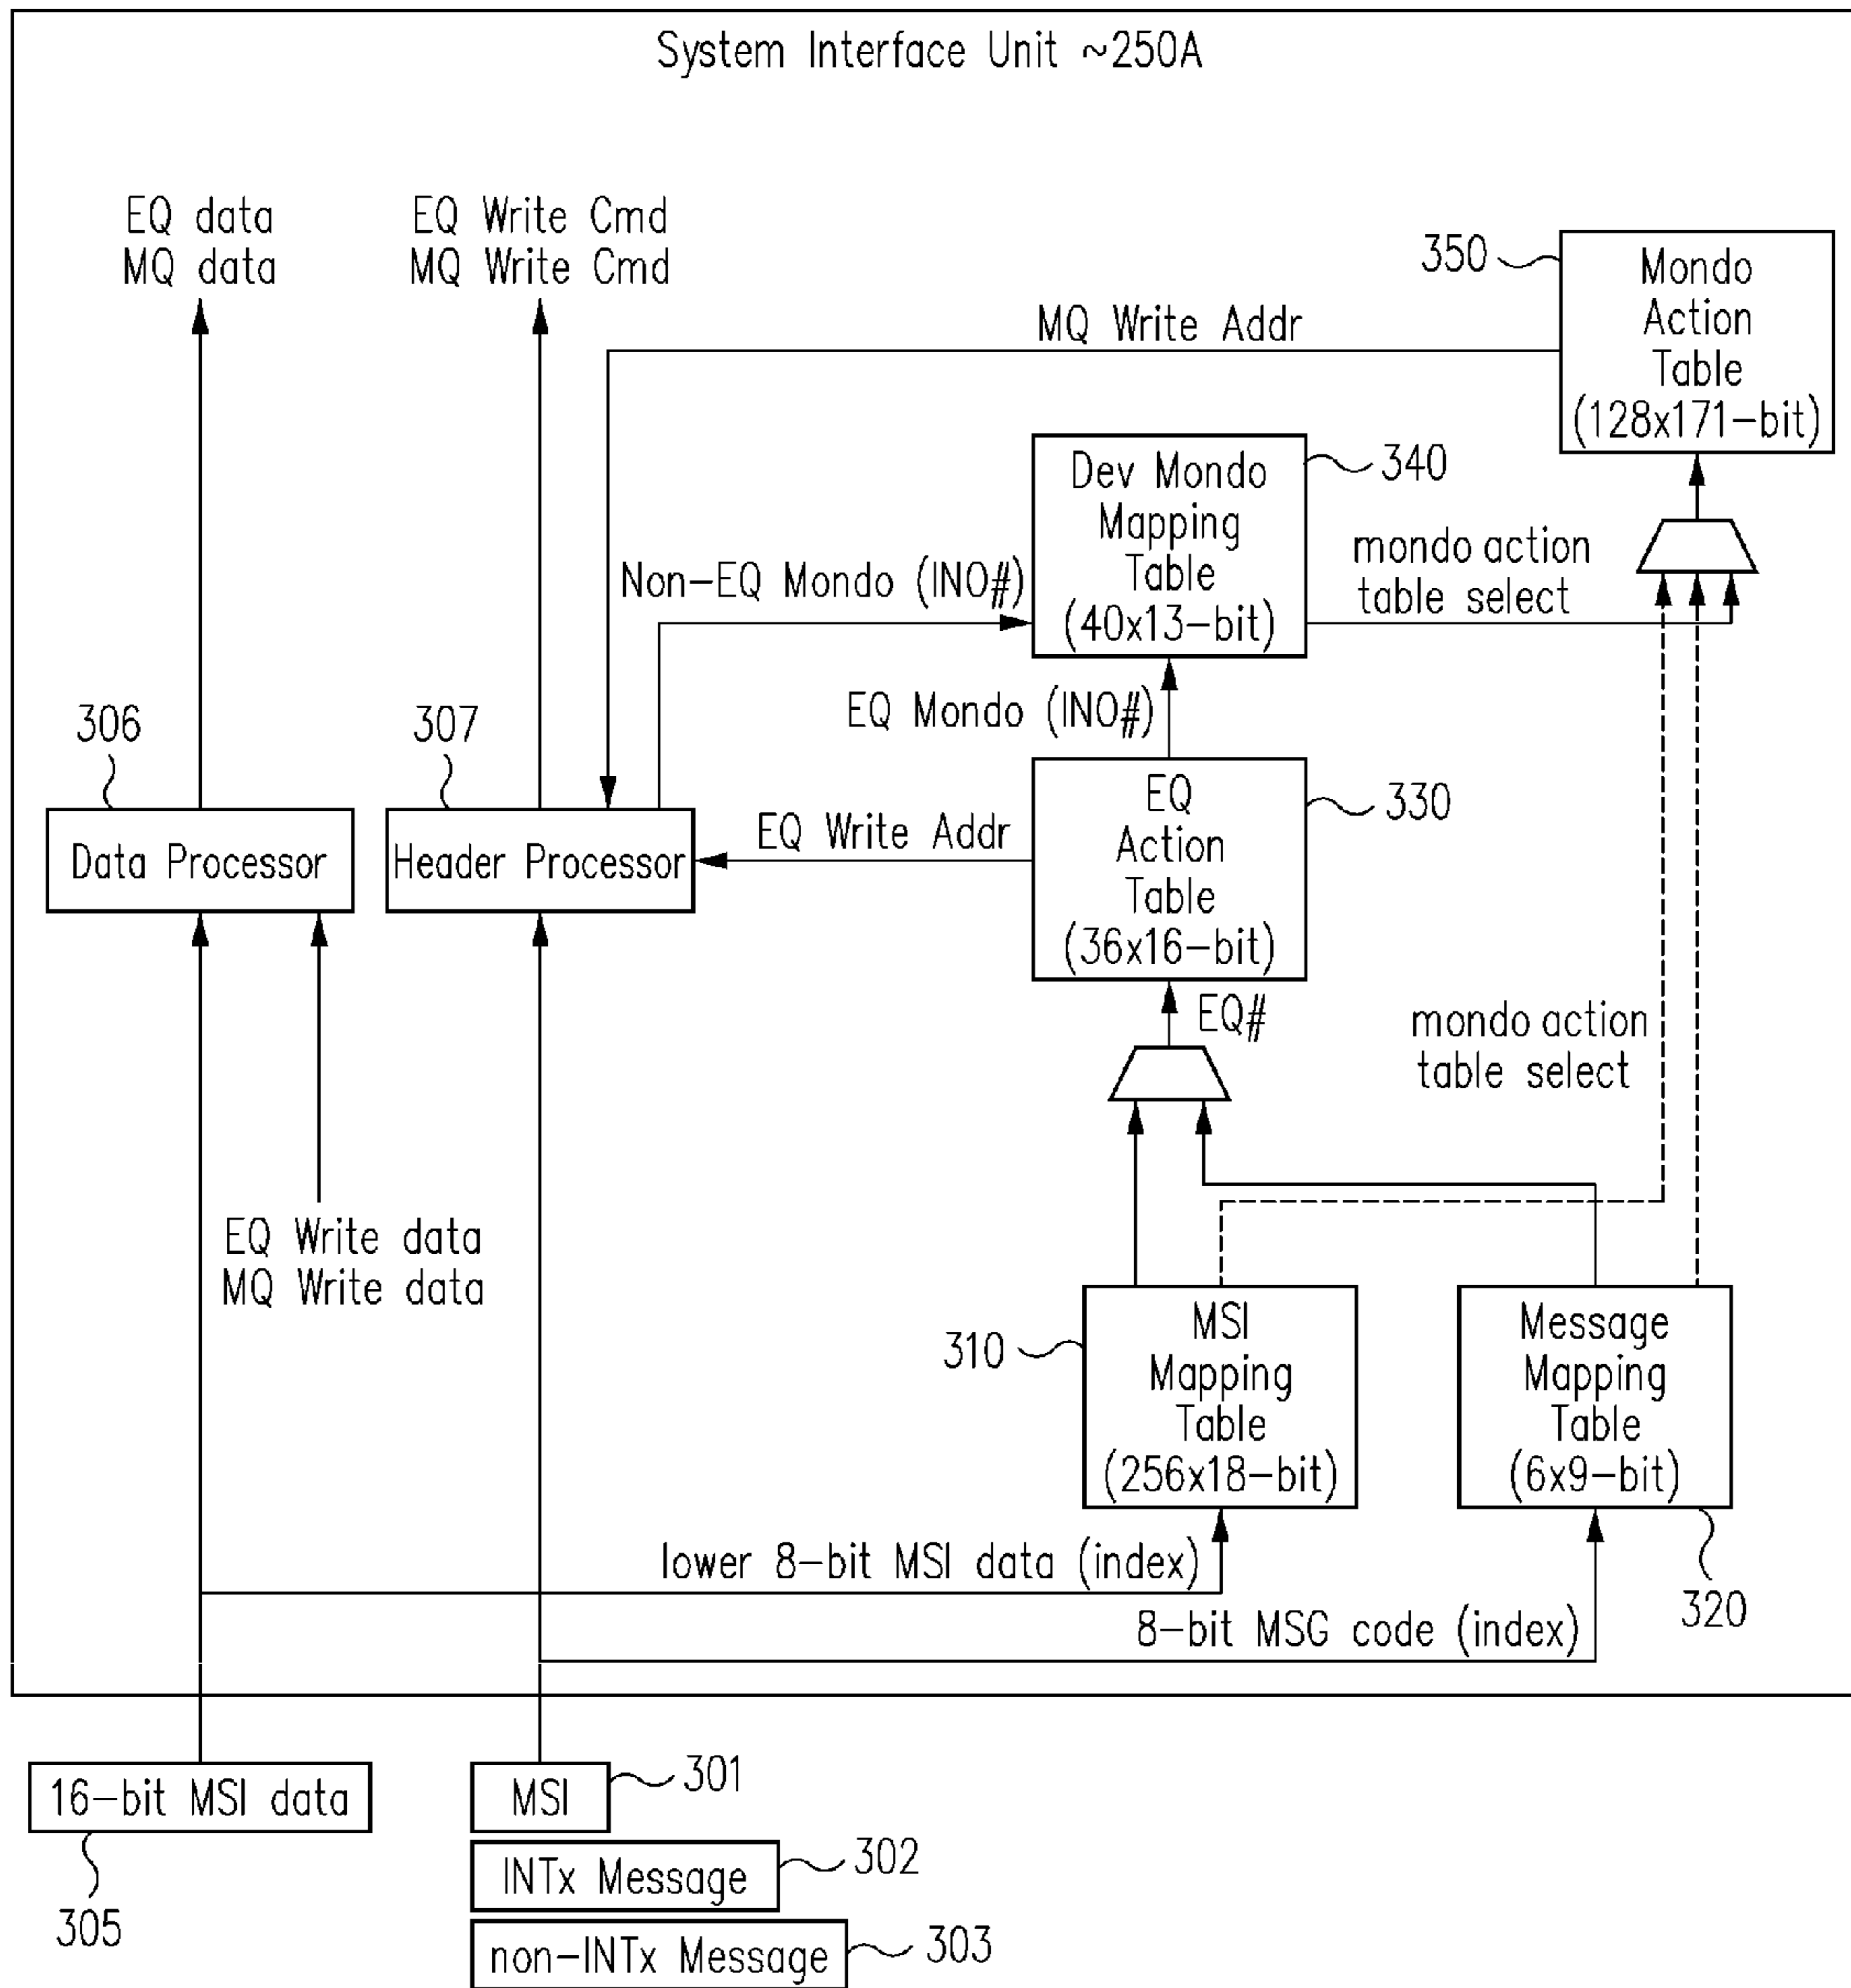 System Interface Unit ~250A
EQ data
MQ data
EQ Write Cmd
MQ Write Cmd
350
Mondo
Action
Table
(128x171-bit)
MQ Write Addr
Dev Mondo
Mapping
Table
(40x13-bit)
340
mondo action
table select
Non-EQ Mondo (INO#)
EQ Mondo (INO#)
306
307
Data Processor
Header Processor
EQ Write Addr
EQ
Action
Table
(36x16-bit)
330
EQ#
mondo action
table select
EQ Write data
MQ Write data
310
MSI
Mapping
Table
(256x18-bit)
Message
Mapping
Table
(6x9-bit)
320
lower 8-bit MSI data (index)
8-bit MSG code (index)
16-bit MSI data
305
MSI
301
INTx Message
302
non-INTx Message
303